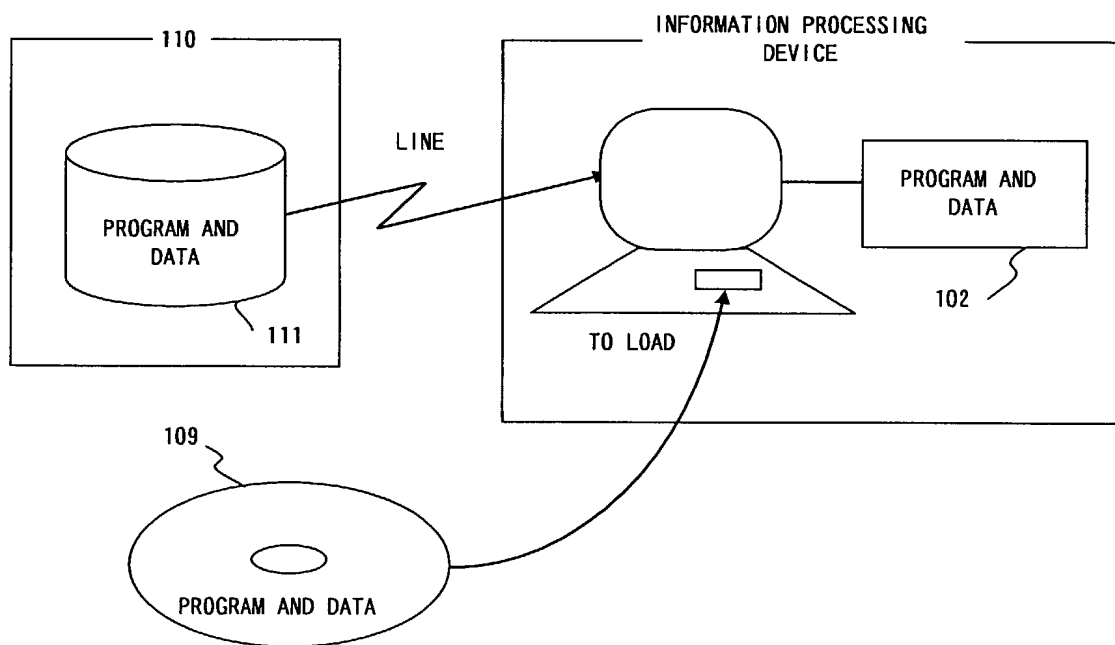 110
INFORMATION PROCESSING
DEVICE
LINE
PROGRAM AND
DATA
PROGRAM AND
DATA
111
102
TO LOAD
109
PROGRAM AND DATA